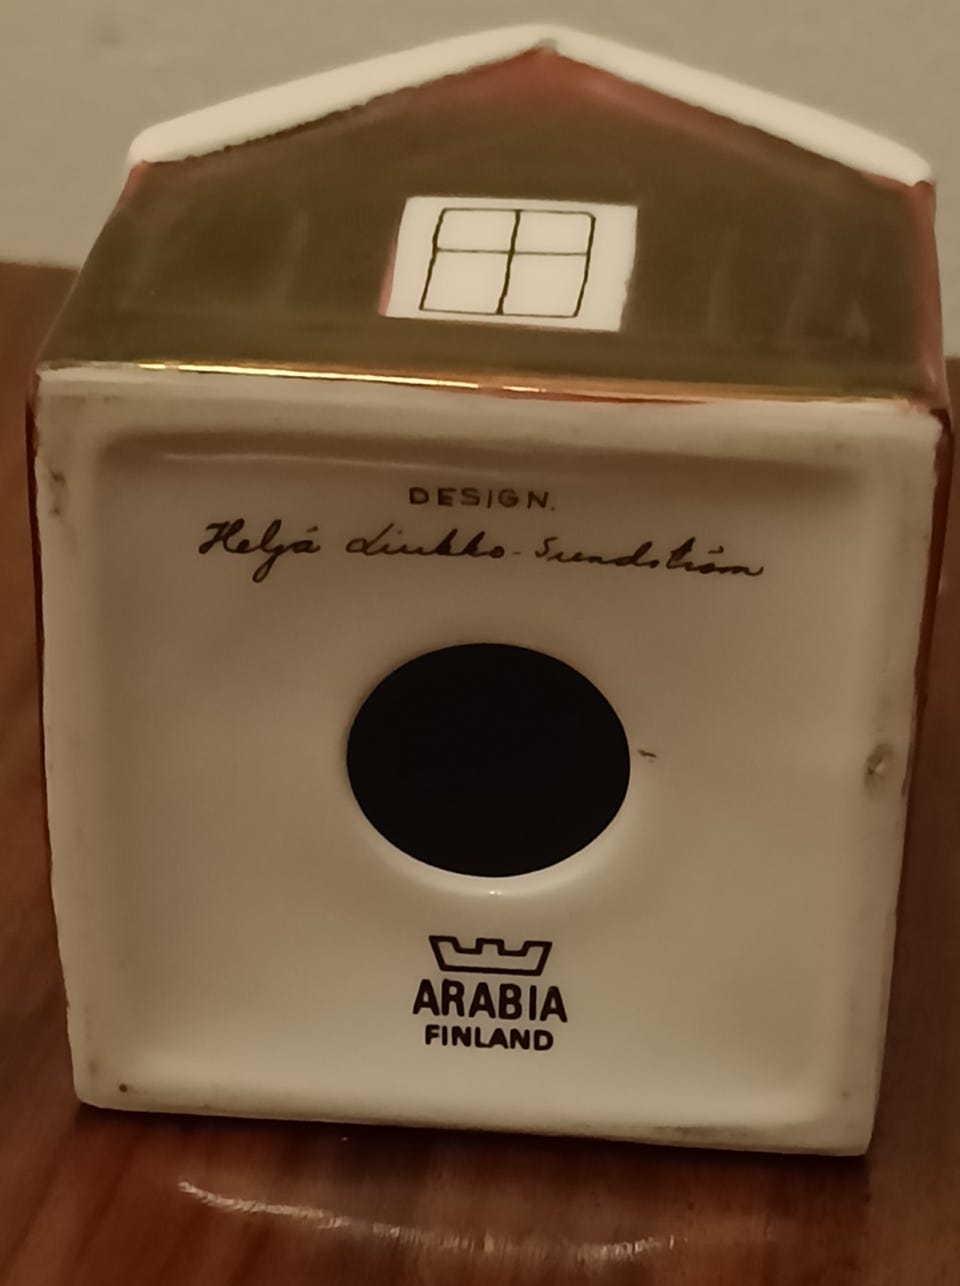 DESIGN.
Heljä Liukko-Sundström
ARABIA
FINLAND